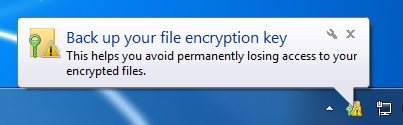 Back up your file encryption key
This helps you avoid permanently losing access to your
encrypted files.